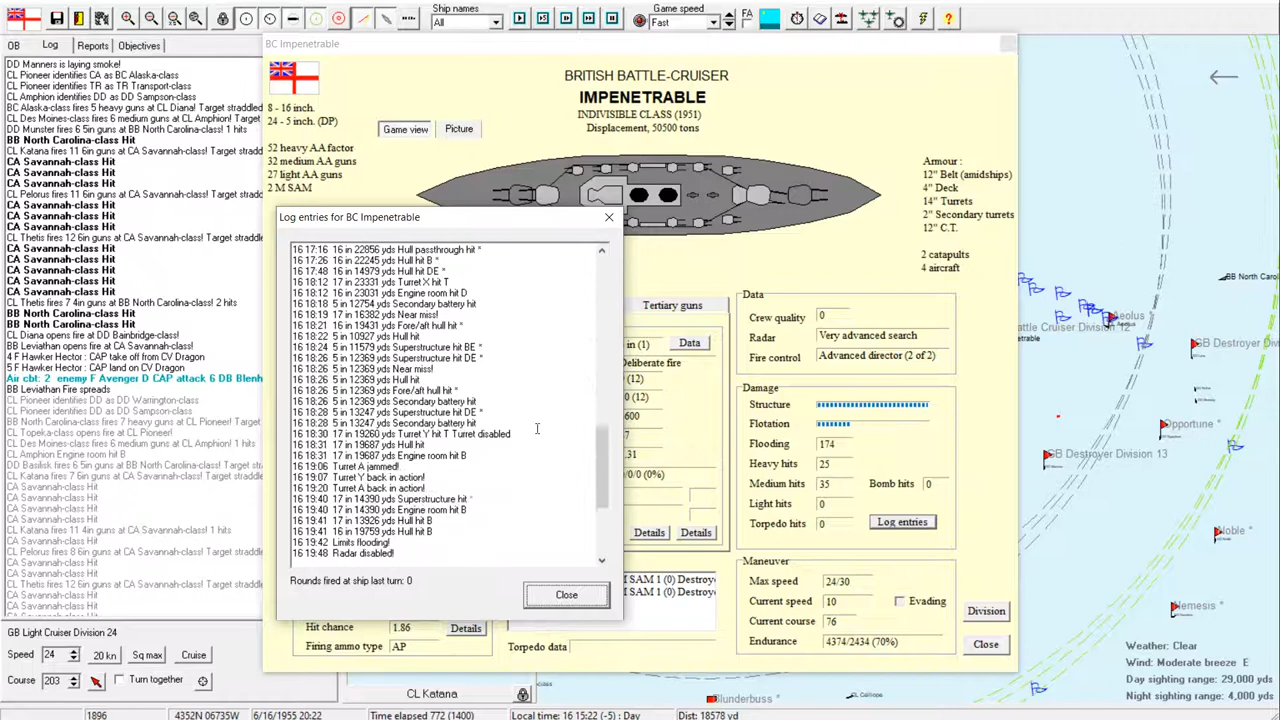 Ship names
Game speed
All
Fast
FA
OB
Log
Reports
Objectives
DD Manners is laying smoke!
CL Pioneer identifies CA as BC Alaska-class
CL Pioneer identifies TR as TR Transport-class
CL Amphion identifies DD as DD Sampson-class
BC Alaska-class fires 5 heavy guns at CL Diana! Target straddled
CL Des Moines-class fires 6 medium guns at CL Amphion! Target
DD Munster fires 6 5in guns at BB North Carolina-class! 1 hits
BB North Carolina-class Hit
CL Katana fires 11 6in guns at CA Savannah-class! Target straddle
CA Savannah-class Hit
CA Savannah-class Hit
CA Savannah-class Hit
CL Pelorus fires 11 6in guns at CA Savannah-class! Target straddl
CA Savannah-class Hit
CA Savannah-class Hit
CA Savannah-class Hit
CL Thetis fires 12 6in guns at CA Savannah-class! Target straddle
CA Savannah-class Hit
CA Savannah-class Hit
CA Savannah-class Hit
CA Savannah-class Hit
CL Thetis fires 7 4in guns at BB North Carolina-class! 2 hits
BB North Carolina-class Hit
BB North Carolina-class Hit
CL Diana opens fire at DD Bainbridge-class!
BB Leviathan opens fire at CA Savannah-class!
4 F Hawker Hector : CAP take off from CV Dragon
4 F Hawker Hector : CAP land on CV Dragon
Air cbt: 2 enemy F Avenger D CAP attack 6 DB Blenh
BB Leviathan Fire spreads
CL Diana identifies DD as DD Warrington-class
CL Diana identifies DD as DD Sampson-class
BB North Carolina-class fires 7 heavy guns at CL Pioneer! Target s
CL Topeka-class opens fire at CL Pioneer!
CL Des Moines-class fires 4 medium guns at CL Amphion! Target
CL Amphion Engine room hit B
DD Basilisk fires 6 5in guns at CA Savannah-class! Target straddl
CL Katana fires 7 6in guns at CA Savannah-class! Target straddled
CA Savannah-class Hit
CA Savannah-class Hit
CL Katana fires 11 4in guns at CA Savannah-class! 1 hits
CA Savannah-class Hit
CL Pelorus fires 8 6in guns at CA Savannah-class! Target straddle
CA Savannah-class Hit
CL Thetis fires 12 6in guns at CA Savannah-class! Target straddle
CA Savannah-class Hit
CA Savannah-class Hit
GB Light Cruiser Division 24
Speed
24
20 kn
Sq max
Cruise
Course
203
Turn together
BC Impenetrable
BRITISH BATTLE-CRUISER
IMPENETRABLE
INDIVISIBLE CLASS (1951)
Displacement, 50500 tons
8 - 16 inch.
24 - 5 inch. (DP)
Game view
Picture
52 heavy AA factor
32 medium AA guns
27 light AA guns
2 M SAM
Armour :
12" Belt (amidships)
4" Deck
14" Turrets
2" Secondary turrets
12" C.T.
2 catapults
4 aircraft
Log entries for BC Impenetrable
16 17:16 16 in 22856 yds Hull passthrough hit *
16 17:26 16 in 22245 yds Hull hit B *
16 17:48 16 in 14979 yds Hull hit DE *
16 18:12 17 in 23331 yds Turret X hit T
16 18:12 16 in 23031 yds Engine room hit D
16 18:18 5 in 12754 yds Secondary battery hit
16 18:19 17 in 16382 yds Near miss!
16 18:21 16 in 19431 yds Fore/aft hull hit *
16 18:22 5 in 10927 yds Hull hit
16 18:24 5 in 11579 yds Superstructure hit BE *
16 18:26 5 in 12369 yds Superstructure hit DE *
16 18:26 5 in 12369 yds Near miss!
16 18:26 5 in 12369 yds Hull hit
16 18:26 5 in 12369 yds Fore/aft hull hit *
16 18:26 5 in 12369 yds Secondary battery hit
16 18:28 5 in 13247 yds Superstructure hit DE *
16 18:28 5 in 13247 yds Secondary battery hit
16 18:30 17 in 19260 yds Turret Y hit T Turret disabled
16 18:31 17 in 19687 yds Hull hit
16 18:31 17 in 19687 yds Engine room hit B
16 19:06 Turret A jammed!
16 19:07 Turret Y back in action!
16 19:20 Turret A back in action!
16 19:40 17 in 14390 yds Superstructure hit *
16 19:40 17 in 14390 yds Engine room hit B
16 19:41 17 in 13926 yds Hull hit B
16 19:41 16 in 19759 yds Hull hit B
16 19:42 Limits flooding!
16 19:48 Radar disabled!
Rounds fired at ship last turn: 0
Close
Tertiary guns
in (1)
Data
Deliberate fire
(12)
0 (12)
600
.31
0/0 (0%)
Details
Details
M SAM 1 (0) Destroye
M SAM 1 (0) Destroye
Hit chance
1.86
Details
Firing ammo type
AP
Torpedo data
Data
Crew quality
0
Radar
Very advanced search
Fire control
Advanced director (2 of 2)
Damage
Structure
Flotation
Flooding
174
Heavy hits
25
Medium hits
35
Bomb hits
0
Light hits
0
Torpedo hits
0
Log entries
Maneuver
Max speed
24/30
Current speed
10
Evading
Current course
76
Endurance
4374/2434 (70%)
Division
Close
CL Katana
BB North Carol
Aeolus
attle Cruiser Division 12
netrable
GB Destroyer Divisio
Opportune *
GB Destroyer Division 13
Noble *
Nemesis *
Blunderbuss *
CL Calliope
Weather: Clear
Wind: Moderate breeze E
Day sighting range: 29,000 yds
Night sighting range: 4,000 yds
1896
4352N 06735W
6/16/1955 20:22
Time elapsed 772 (1400)
Local time: 16 15:22 (-5) : Day
Dist: 18578 yd